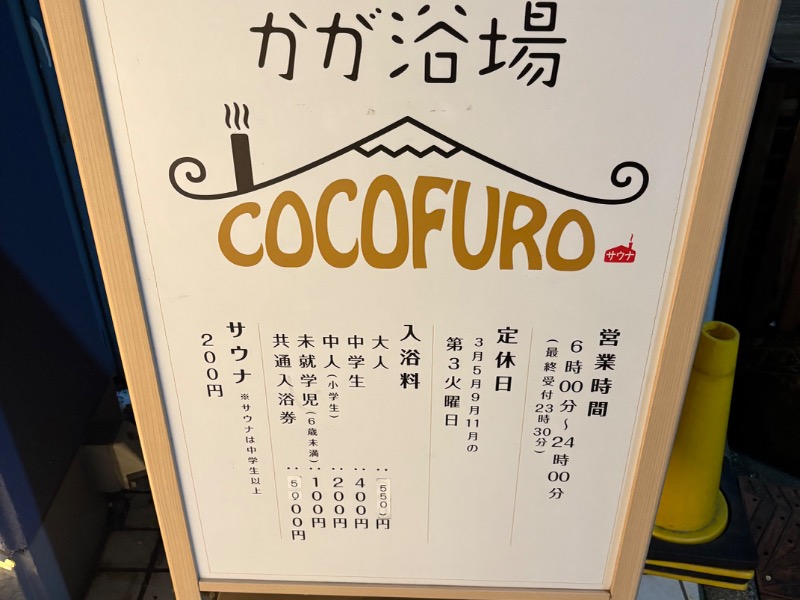 かが浴場
COCOFURO
サウナ
営業時間
6時00分〜24時00分
(最終受付23時30分)
定休日
3月5月9月11月の
第3火曜日
入浴料
大人 : 550円
中学生 : 400円
中人(小学生) : 200円
未就学児(6歳未満) : 100円
共通入浴券 : 5900円
サウナ ※サウナは中学生以上
200円